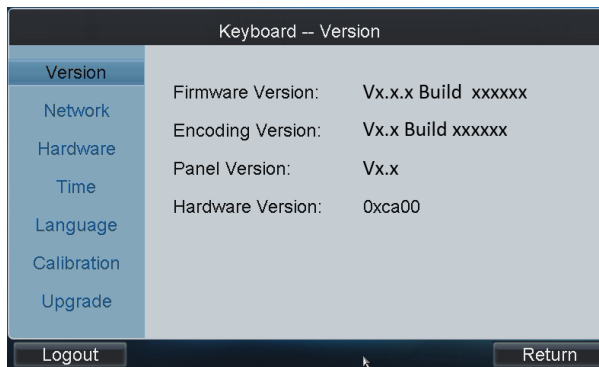 Keyboard -- Version
Version
Network
Hardware
Time
Language
Calibration
Upgrade
Firmware Version: Vx.x.x Build xxxxxx
Encoding Version: Vx.x Build xxxxxx
Panel Version: Vx.x
Hardware Version: 0xca00
Logout Return